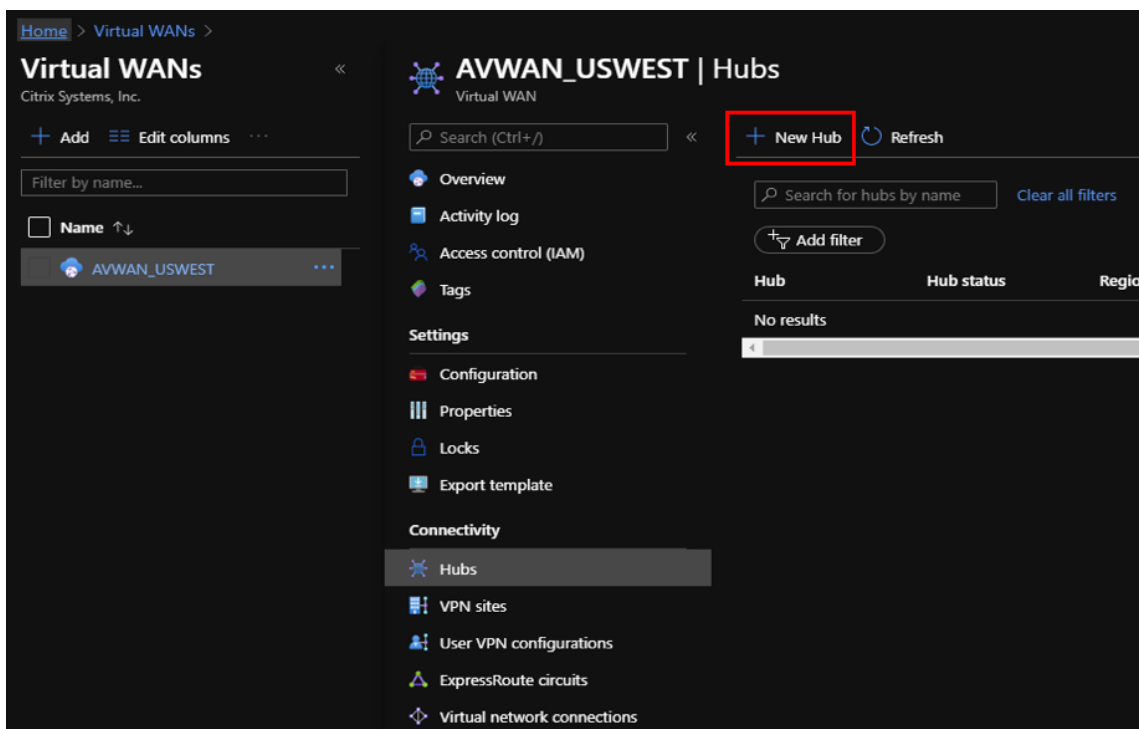 Home > Virtual WANs >
Virtual WANs «
Citrix Systems, Inc.
+ Add Edit columns ...
Filter by name...
Name ↑↓
AVWAN_USWEST ...
AVWAN_USWEST | Hubs
Virtual WAN
Search (Ctrl+/) «
Overview
Activity log
Access control (IAM)
Tags
Settings
Configuration
Properties
Locks
Export template
Connectivity
Hubs
VPN sites
User VPN configurations
ExpressRoute circuits
Virtual network connections
+ New Hub Refresh
Search for hubs by name Clear all filters
Add filter
Hub Hub status Regio
No results